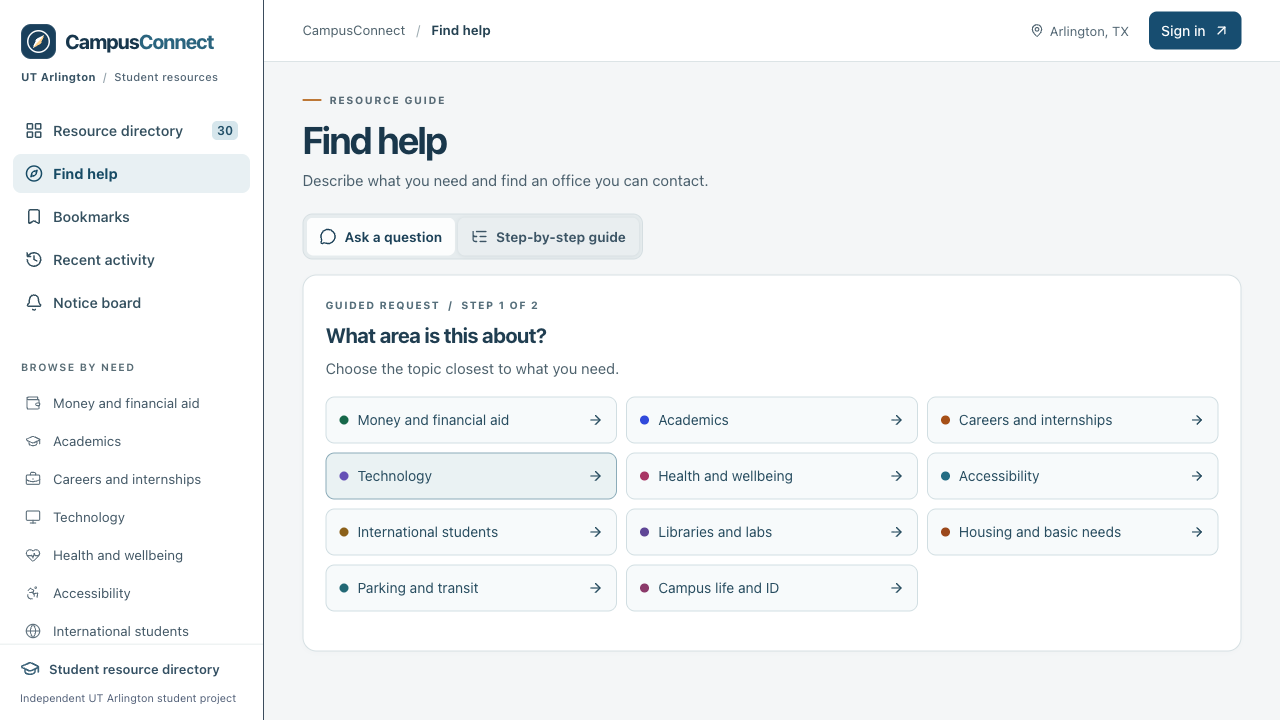 CampusConnect
UT Arlington / Student resources
Resource directory 30
Find help
Bookmarks
Recent activity
Notice board
BROWSE BY NEED
Money and financial aid
Academics
Careers and internships
Technology
Health and wellbeing
Accessibility
International students
Student resource directory
Independent UT Arlington student project
CampusConnect / Find help
Arlington, TX
Sign in
RESOURCE GUIDE
Find help
Describe what you need and find an office you can contact.
Ask a question
Step-by-step guide
GUIDED REQUEST / STEP 1 OF 2
What area is this about?
Choose the topic closest to what you need.
Money and financial aid
Academics
Careers and internships
Technology
Health and wellbeing
Accessibility
International students
Libraries and labs
Housing and basic needs
Parking and transit
Campus life and ID